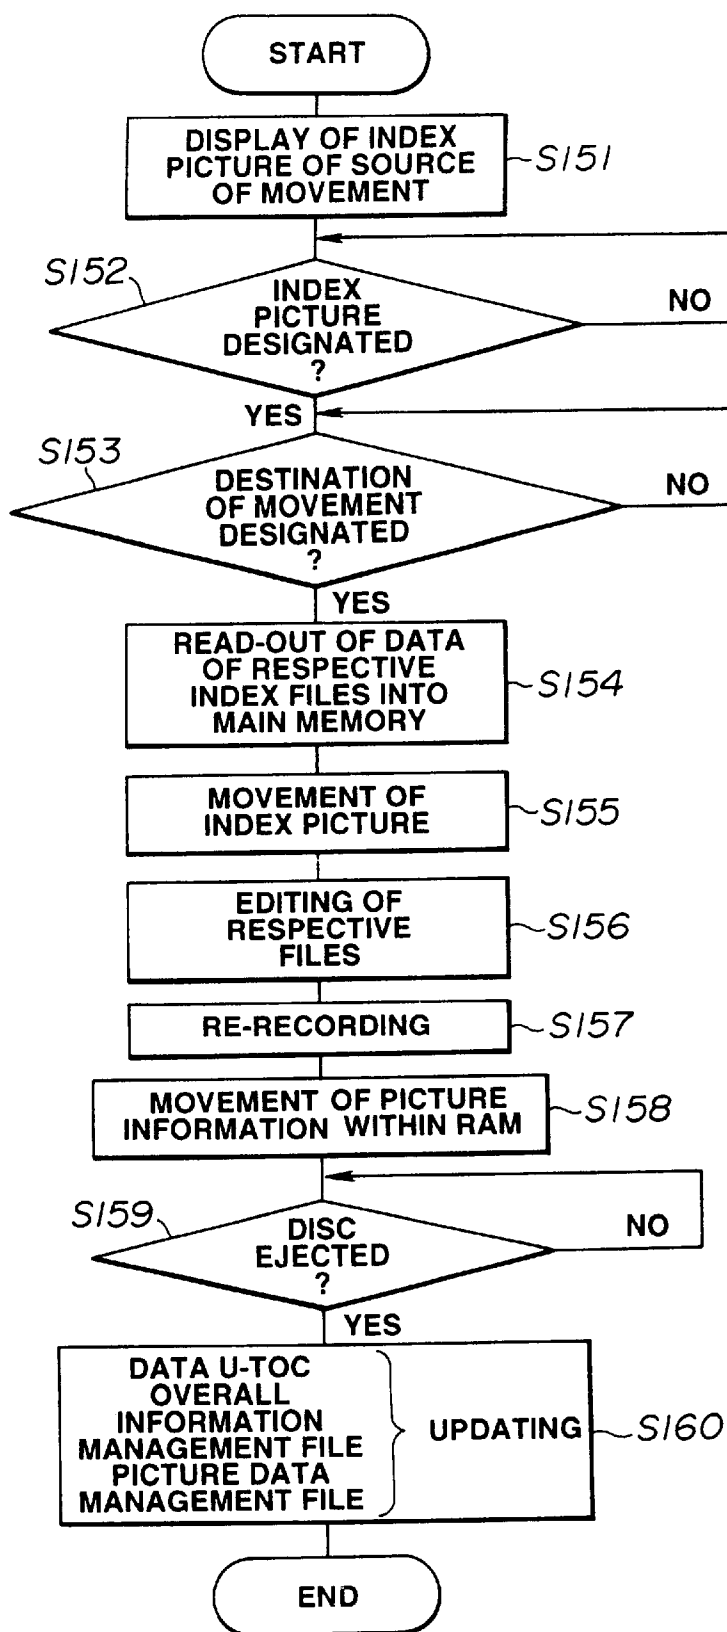 START
DISPLAY OF INDEX
PICTURE OF SOURCE
OF MOVEMENT
S151
S152
INDEX
PICTURE
DESIGNATED
?
NO
YES
S153
DESTINATION
OF MOVEMENT
DESIGNATED
?
NO
YES
READ-OUT OF DATA
OF RESPECTIVE
INDEX FILES INTO
MAIN MEMORY
S154
MOVEMENT OF
INDEX PICTURE
S155
EDITING OF
RESPECTIVE
FILES
S156
RE-RECORDING
S157
MOVEMENT OF PICTURE
INFORMATION WITHIN RAM
S158
S159
DISC
EJECTED
?
NO
YES
DATA U-TOC
OVERALL
INFORMATION
MANAGEMENT FILE
PICTURE DATA
MANAGEMENT FILE
UPDATING
S160
END